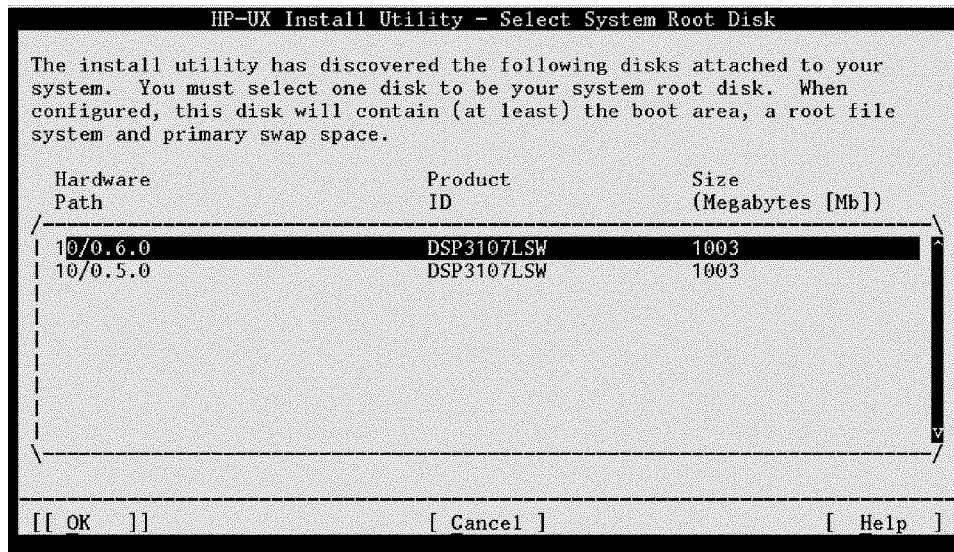 HP-UX Install Utility - Select System Root Disk
The install utility has discovered the following disks attached to your
system.  You must select one disk to be your system root disk.  When
configured, this disk will contain (at least) the boot area, a root file
system and primary swap space.
Hardware Product Size
Path ID (Megabytes [Mb])
10/0.6.0 DSP3107LSW 1003
10/0.5.0 DSP3107LSW 1003
[[ OK ]] [ Cancel ] [ Help ]